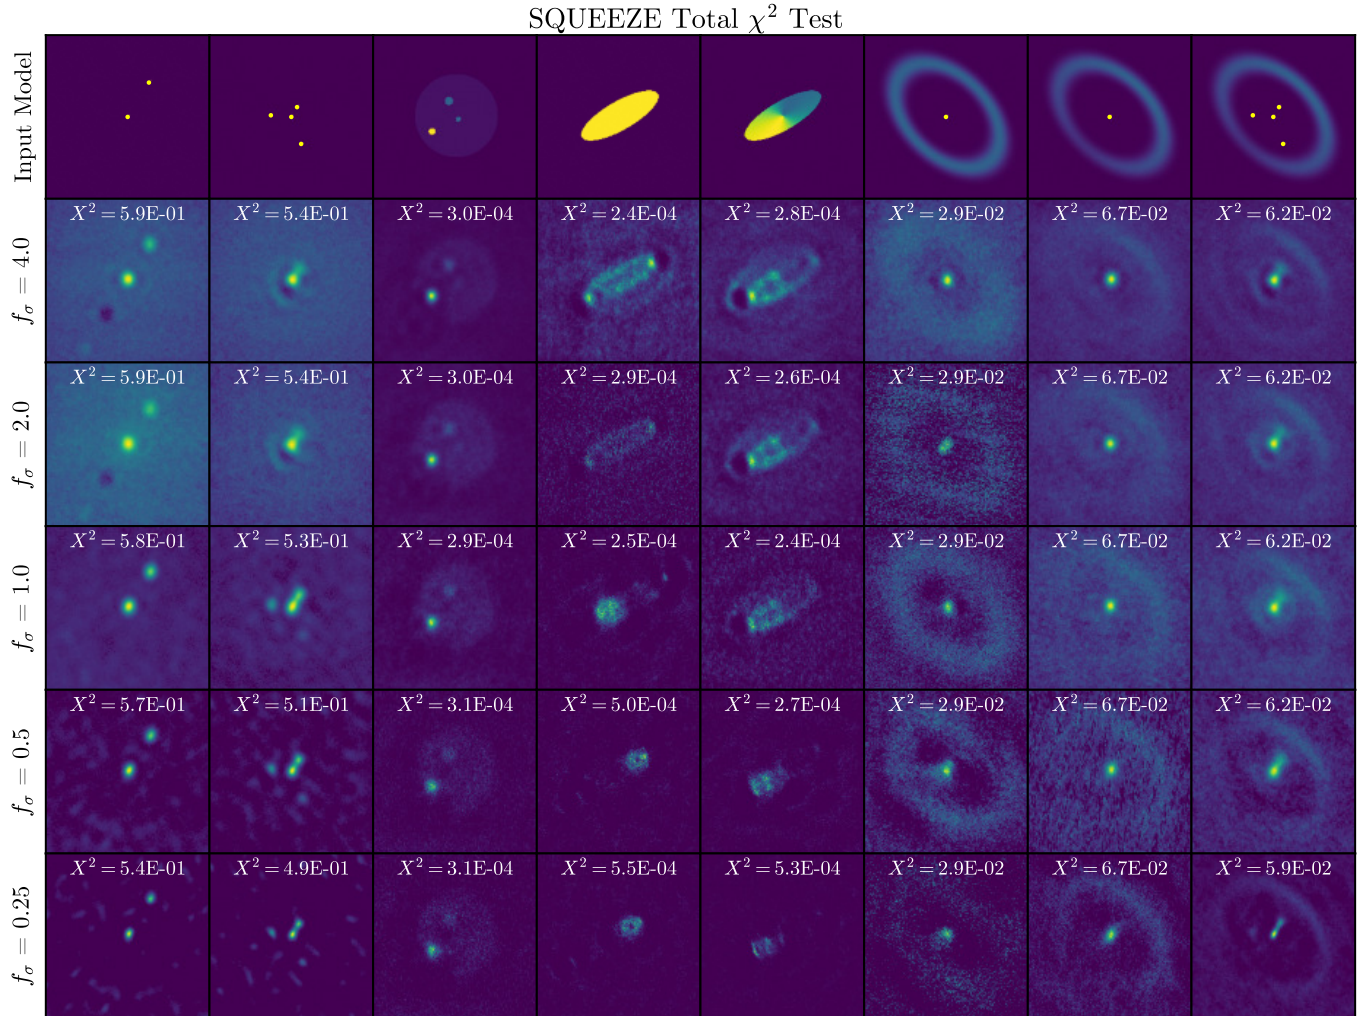 SQUEEZE Total χ² Test
Input Model
f_σ = 4.0
X² = 5.9E-01 X² = 5.4E-01 X² = 3.0E-04 X² = 2.4E-04 X² = 2.8E-04 X² = 2.9E-02 X² = 6.7E-02 X² = 6.2E-02
f_σ = 2.0
X² = 5.9E-01 X² = 5.4E-01 X² = 3.0E-04 X² = 2.9E-04 X² = 2.6E-04 X² = 2.9E-02 X² = 6.7E-02 X² = 6.2E-02
f_σ = 1.0
X² = 5.8E-01 X² = 5.3E-01 X² = 2.9E-04 X² = 2.5E-04 X² = 2.4E-04 X² = 2.9E-02 X² = 6.7E-02 X² = 6.2E-02
f_σ = 0.5
X² = 5.7E-01 X² = 5.1E-01 X² = 3.1E-04 X² = 5.0E-04 X² = 2.7E-04 X² = 2.9E-02 X² = 6.7E-02 X² = 6.2E-02
f_σ = 0.25
X² = 5.4E-01 X² = 4.9E-01 X² = 3.1E-04 X² = 5.5E-04 X² = 5.3E-04 X² = 2.9E-02 X² = 6.7E-02 X² = 5.9E-02